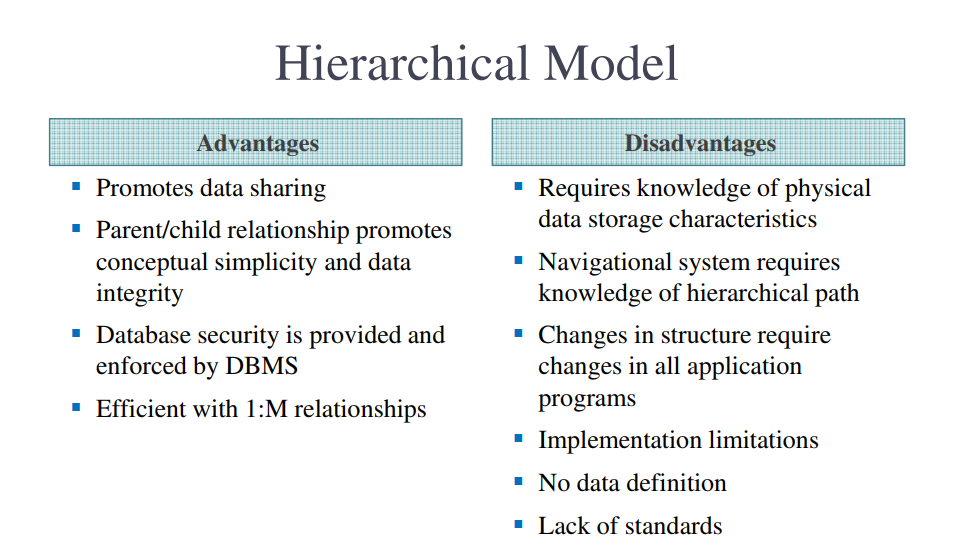 Hierarchical Model
Advantages
▪ Promotes data sharing
▪ Parent/child relationship promotes
conceptual simplicity and data
integrity
▪ Database security is provided and
enforced by DBMS
▪ Efficient with 1:M relationships
Disadvantages
▪ Requires knowledge of physical
data storage characteristics
▪ Navigational system requires
knowledge of hierarchical path
▪ Changes in structure require
changes in all application
programs
▪ Implementation limitations
▪ No data definition
▪ Lack of standards